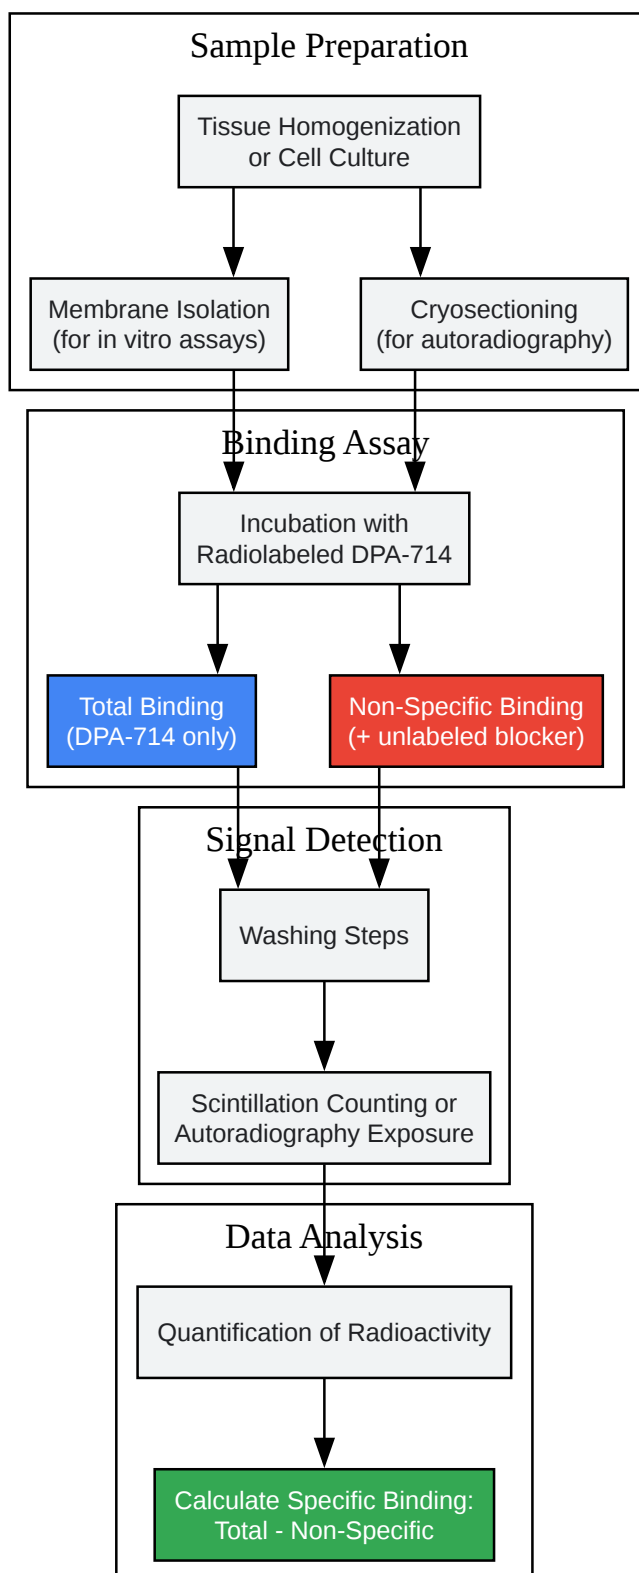 Sample Preparation
Tissue Homogenization
or Cell Culture
Membrane Isolation
(for in vitro assays)
Cryosectioning
(for autoradiography)
Binding Assay
Incubation with
Radiolabeled DPA-714
Total Binding
(DPA-714 only)
Non-Specific Binding
(+ unlabeled blocker)
Signal Detection
Washing Steps
Scintillation Counting or
Autoradiography Exposure
Data Analysis
Quantification of Radioactivity
Calculate Specific Binding:
Total - Non-Specific